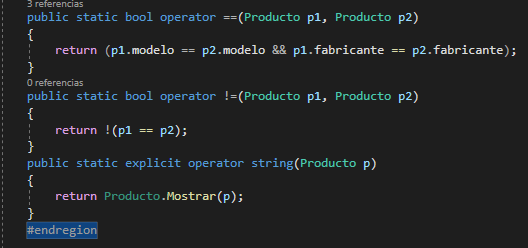 3 referencias
public static bool operator ==(Producto p1, Producto p2)
{
return (p1.modelo == p2.modelo && p1.fabricante == p2.fabricante);
}
0 referencias
public static bool operator !=(Producto p1, Producto p2)
{
return !(p1 == p2);
}
public static explicit operator string(Producto p)
{
return Producto.Mostrar(p);
}
#endregion